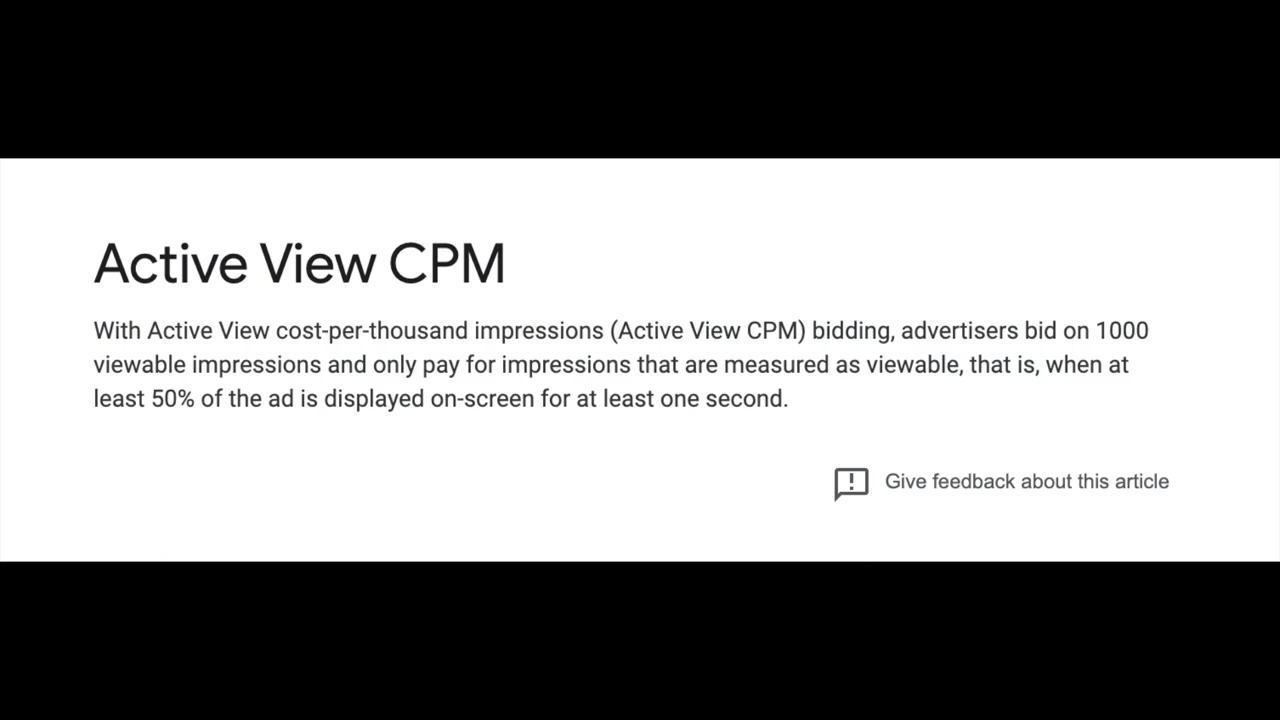 Active View CPM
With Active View cost-per-thousand impressions (Active View CPM) bidding, advertisers bid on 1000
viewable impressions and only pay for impressions that are measured as viewable, that is, when at
least 50% of the ad is displayed on-screen for at least one second.
Give feedback about this article